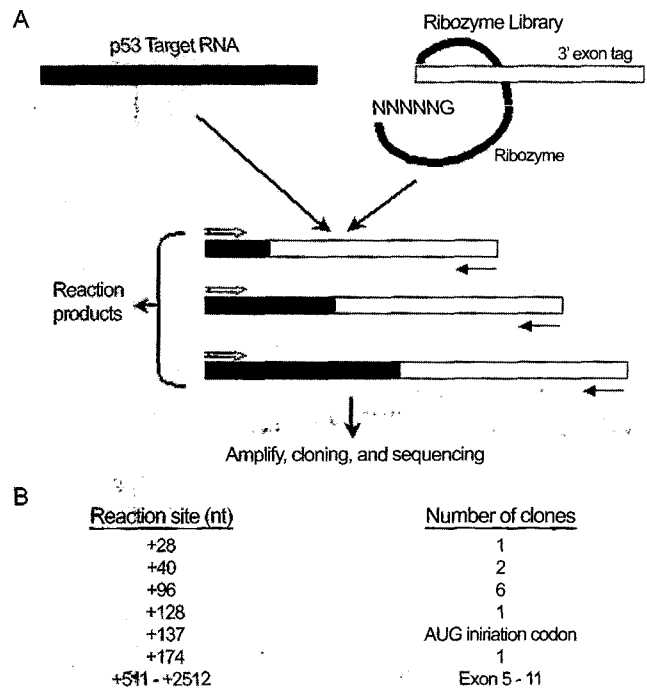 A
p53 Target RNA
Ribozyme Library
3' exon tag
NNNNNG
Ribozyme
Reaction
products
Amplify, cloning, and sequencing
B
Reaction site (nt) Number of clones
+28 1
+40 2
+96 6
+128 1
+137 AUG iniriation codon
+174 1
+511 - +2512 Exon 5 - 11